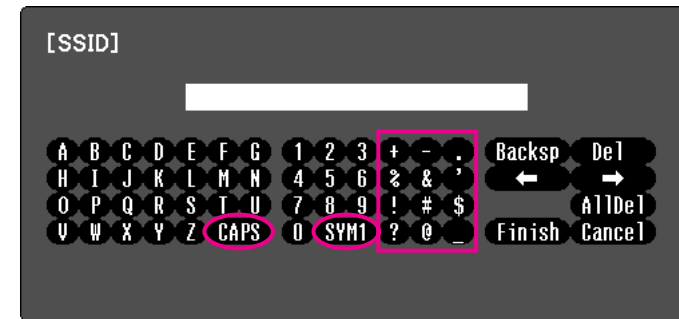 [SSID]
A B C D E F G 1 2 3 + - . Backsp Del
H I J K L M N 4 5 6 % & ' ← →
O P Q R S T U 7 8 9 ! # $ AllDel
V W X Y Z CAPS 0 SYM1 ? @ _ Finish Cancel